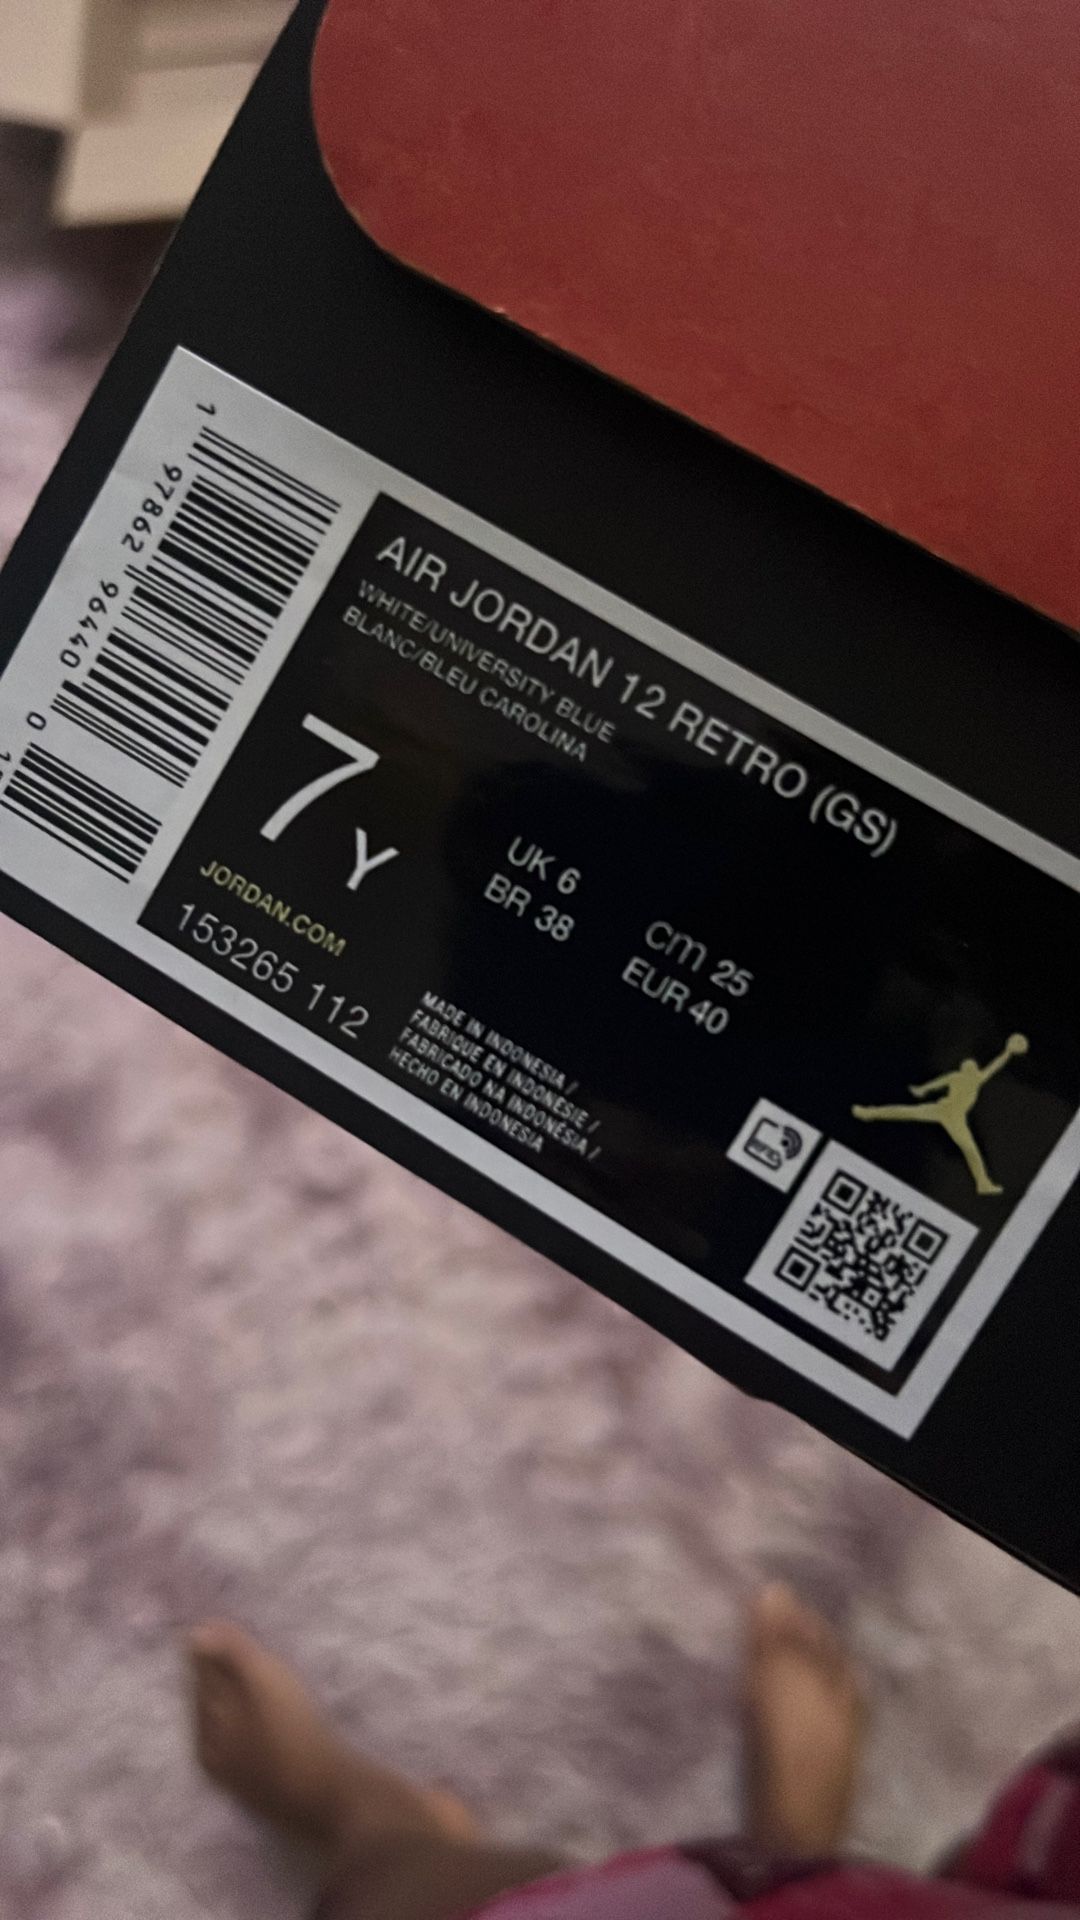 AIR JORDAN 12 RETRO (GS)
WHITE/UNIVERSITY BLUE
BLANC/BLEU CAROLINA
7 Y
UK 6
BR 38
cm 25
EUR 40
JORDAN.COM
153265 112
MADE IN INDONESIA /
FABRIQUE EN INDONESIE /
FABRICADO NA INDONÉSIA /
HECHO EN INDONESIA
RFID
1 97862 96440 0